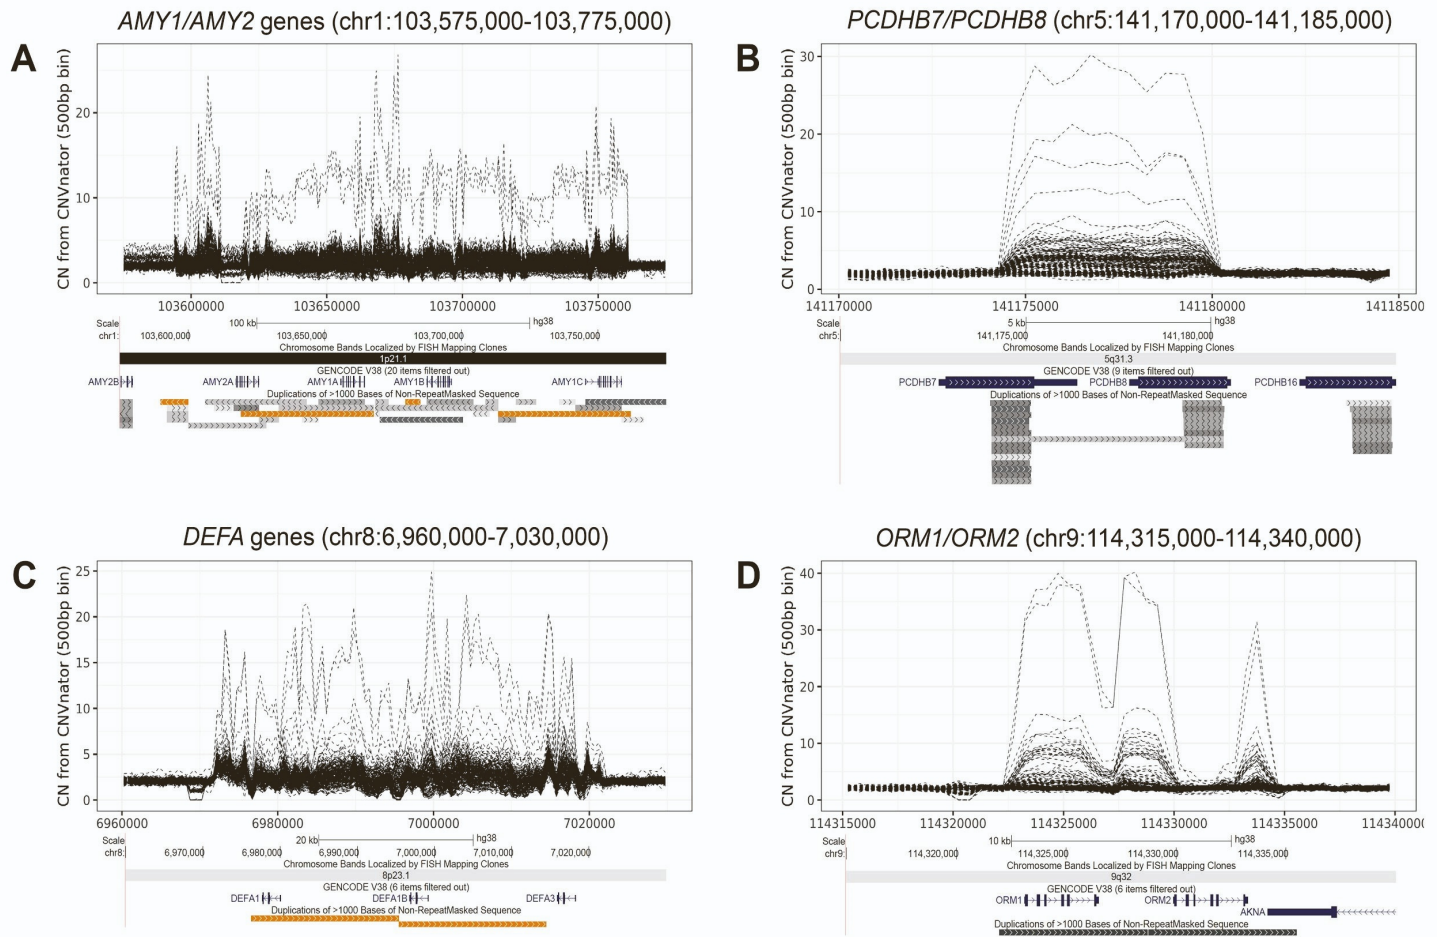 AMY1/AMY2 genes (chr1:103,575,000-103,775,000)
A
CN from CNVnator (500bp bin)
20
10
0
103600000 103650000 103700000 103750000
Scale 100 kb hg38
chr1: 103,600,000 103,650,000 103,700,000 103,750,000
Chromosome Bands Localized by FISH Mapping Clones
1p21.1
GENCODE V38 (20 items filtered out)
AMY2B AMY2A AMY1A AMY1B AMY1C
Duplications of >1000 Bases of Non-RepeatMasked Sequence
PCDHB7/PCDHB8 (chr5:141,170,000-141,185,000)
B
CN from CNVnator (500bp bin)
30
20
10
0
141170000 141175000 141180000 14118500
Scale 5 kb hg38
chr5: 141,175,000 141,180,000
Chromosome Bands Localized by FISH Mapping Clones
5q31.3
GENCODE V38 (9 items filtered out)
PCDHB7 PCDHB8 PCDHB16
Duplications of >1000 Bases of Non-RepeatMasked Sequence
DEFA genes (chr8:6,960,000-7,030,000)
C
CN from CNVnator (500bp bin)
25
20
15
10
5
0
6960000 6980000 7000000 7020000
Scale 20 kb hg38
chr8: 6,970,000 6,980,000 6,990,000 7,000,000 7,010,000 7,020,000
Chromosome Bands Localized by FISH Mapping Clones
8p23.1
GENCODE V38 (6 items filtered out)
DEFA1 DEFA1B DEFA3
Duplications of >1000 Bases of Non-RepeatMasked Sequence
ORM1/ORM2 (chr9:114,315,000-114,340,000)
D
CN from CNVnator (500bp bin)
40
30
20
10
0
114315000 114320000 114325000 114330000 114335000 11434000
Scale 10 kb hg38
chr9: 114,320,000 114,325,000 114,330,000 114,335,000
Chromosome Bands Localized by FISH Mapping Clones
9q32
GENCODE V38 (6 items filtered out)
ORM1 ORM2
AKNA
Duplications of >1000 Bases of Non-RepeatMasked Sequence